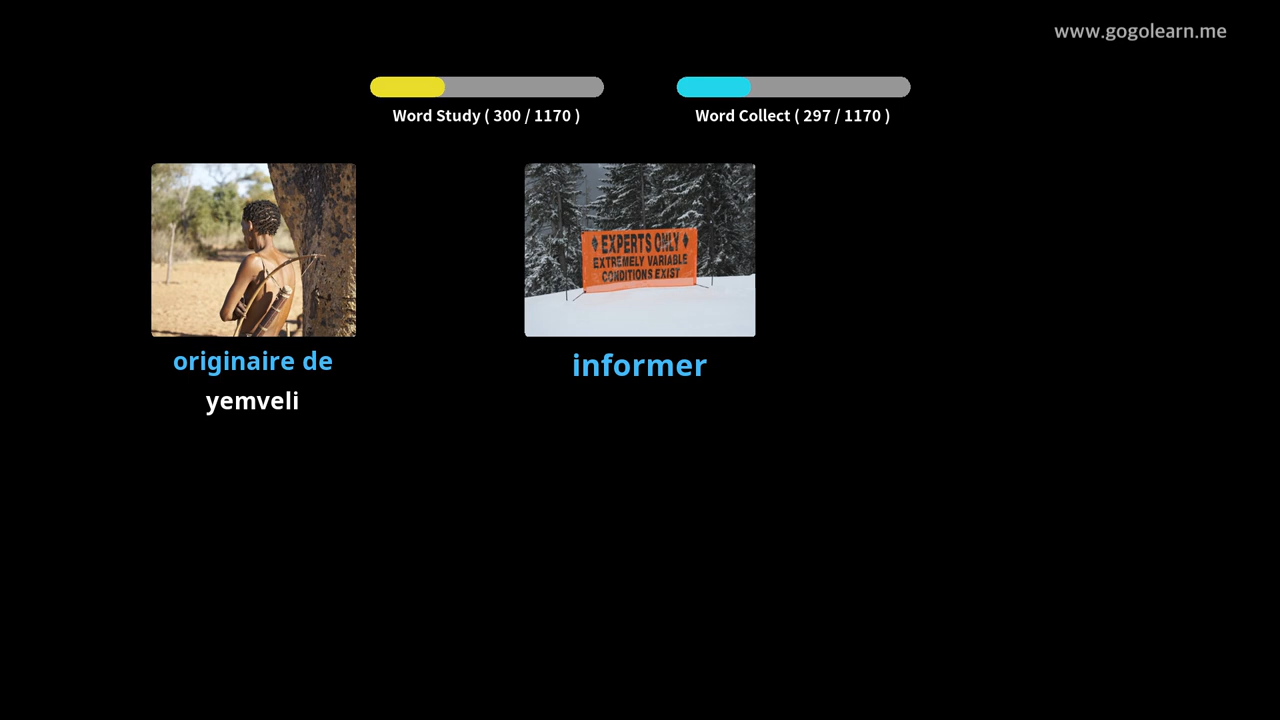 www.gogolearn.me
Word Study ( 300 / 1170 )
Word Collect ( 297 / 1170 )
EXPERTS ONLY
EXTREMELY VARIABLE
CONDITIONS EXIST
originaire de
yemveli
informer